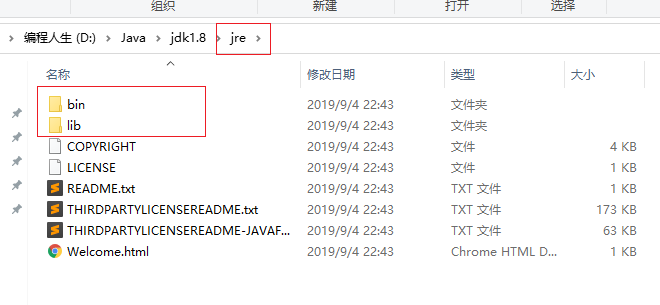 组织 新建 打开 选择
编程人生 (D:) Java jdk1.8 jre
名称 修改日期 类型 大小
bin 2019/9/4 22:43 文件夹
lib 2019/9/4 22:43 文件夹
COPYRIGHT 2019/9/4 22:43 文件 4 KB
LICENSE 2019/9/4 22:43 文件 1 KB
README.txt 2019/9/4 22:43 TXT 文件 1 KB
THIRDPARTYLICENSEREADME.txt 2019/9/4 22:43 TXT 文件 173 KB
THIRDPARTYLICENSEREADME-JAVAF... 2019/9/4 22:43 TXT 文件 63 KB
Welcome.html 2019/9/4 22:43 Chrome HTML D... 1 KB